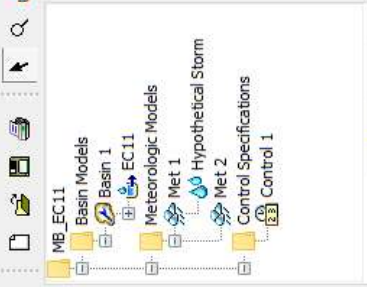 MB_EC11
Basin Models
Basin 1
EC11
Meteorologic Models
Met 1
Hypothetical Storm
Met 2
Control Specifications
Control 1